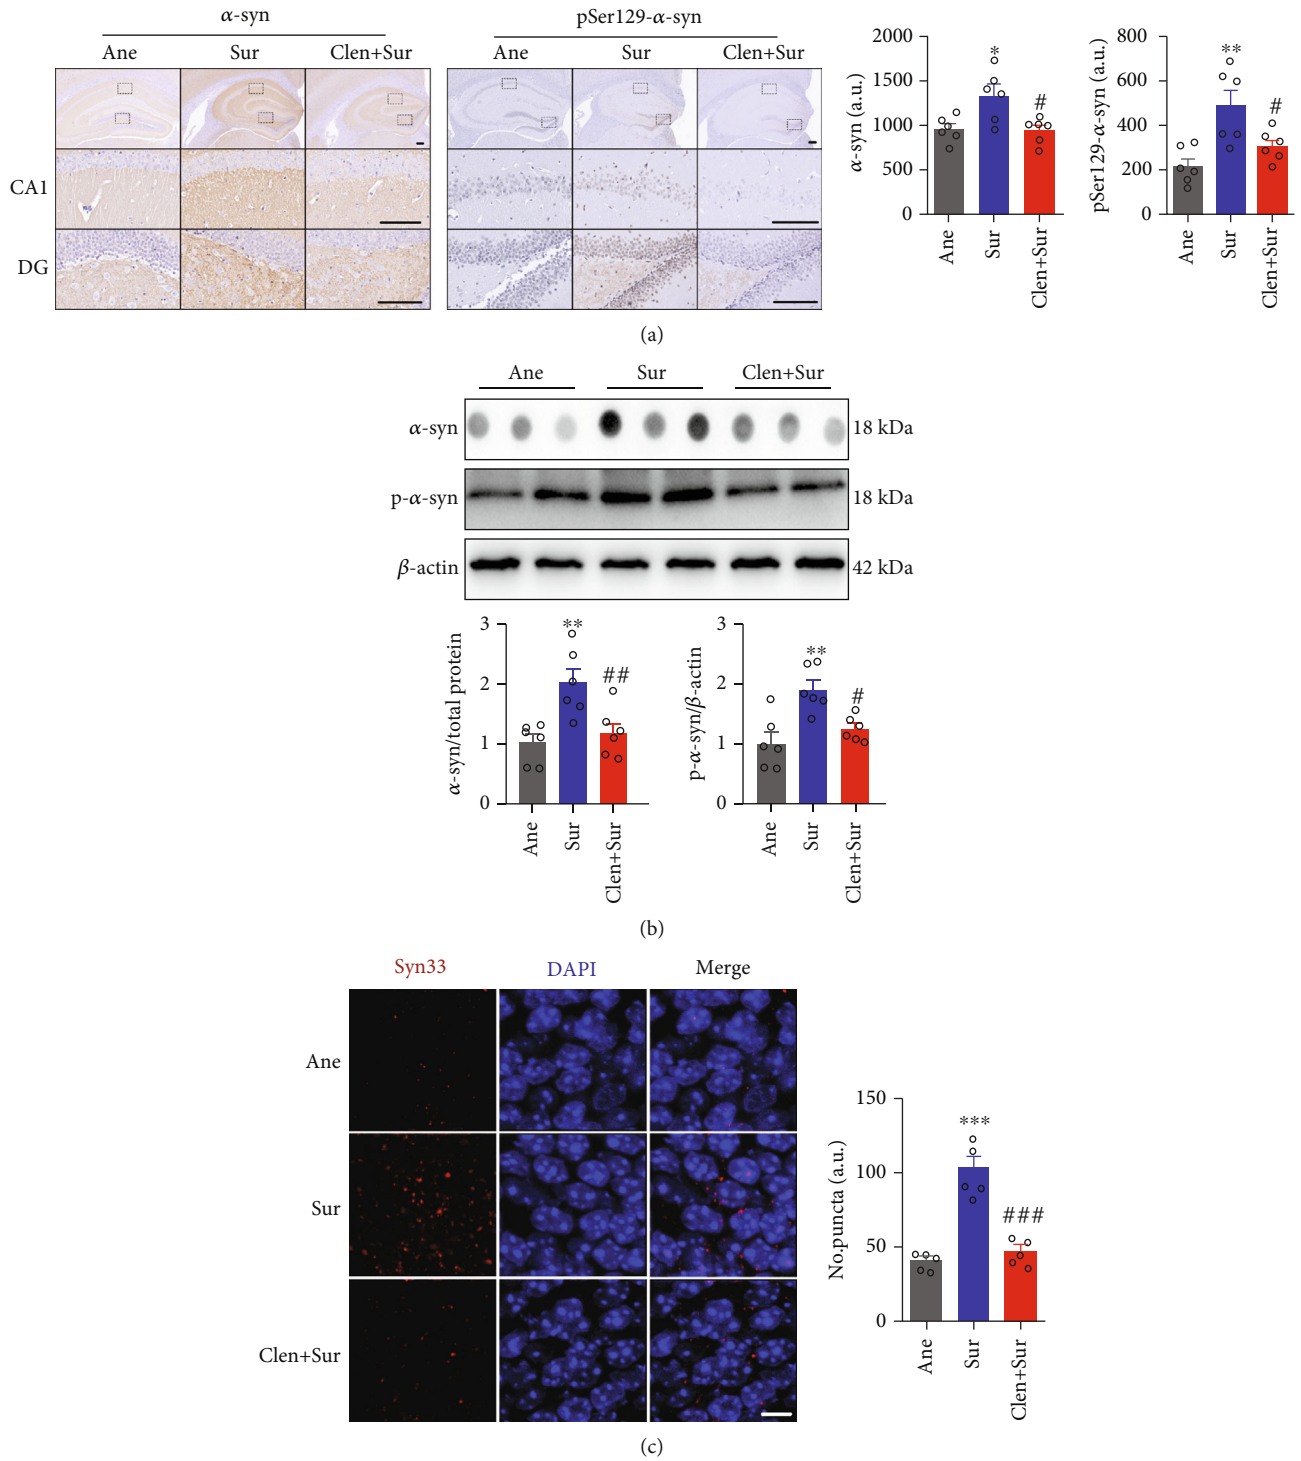 α-syn
pSer129-α-syn
Ane
Sur
Clen+Sur
Ane
Sur
Clen+Sur
CA1
DG
α-syn (a.u.)
2000
1500
1000
500
0
*
#
Ane
Sur
Clen+Sur
pSer129-α-syn (a.u.)
800
600
400
200
0
**
#
Ane
Sur
Clen+Sur
(a)
Ane
Sur
Clen+Sur
α-syn
18 kDa
p-α-syn
18 kDa
β-actin
42 kDa
α-syn/total protein
3
2
1
0
**
##
Ane
Sur
Clen+Sur
p-α-syn/β-actin
3
2
1
0
**
#
Ane
Sur
Clen+Sur
(b)
Syn33
DAPI
Merge
Ane
Sur
Clen+Sur
No.puncta (a.u.)
150
100
50
0
***
###
Ane
Sur
Clen+Sur
(c)